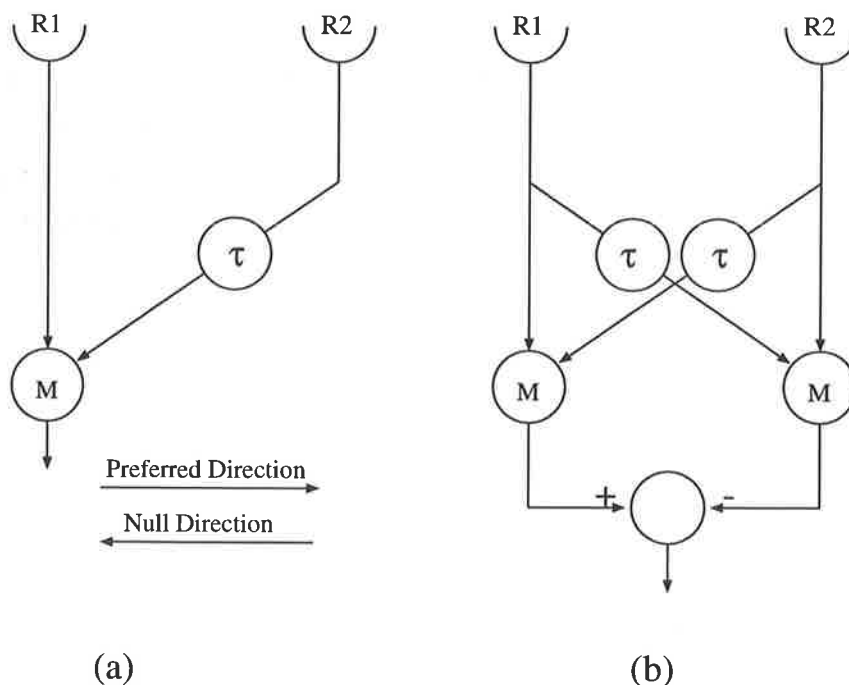 R1 R2 R1 R2
τ τ τ
M M M
Preferred Direction
+ -
Null Direction
(a) (b)